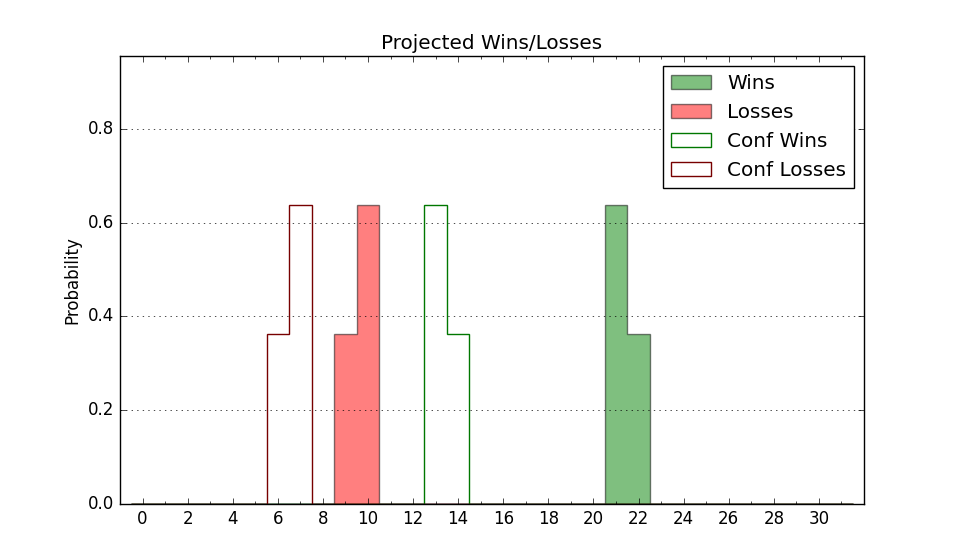 Projected Wins/Losses
Wins
Losses
Conf Wins
Conf Losses
Probability
0.8
0.6
0.4
0.2
0.0
0 2 4 6 8 10 12 14 16 18 20 22 24 26 28 30